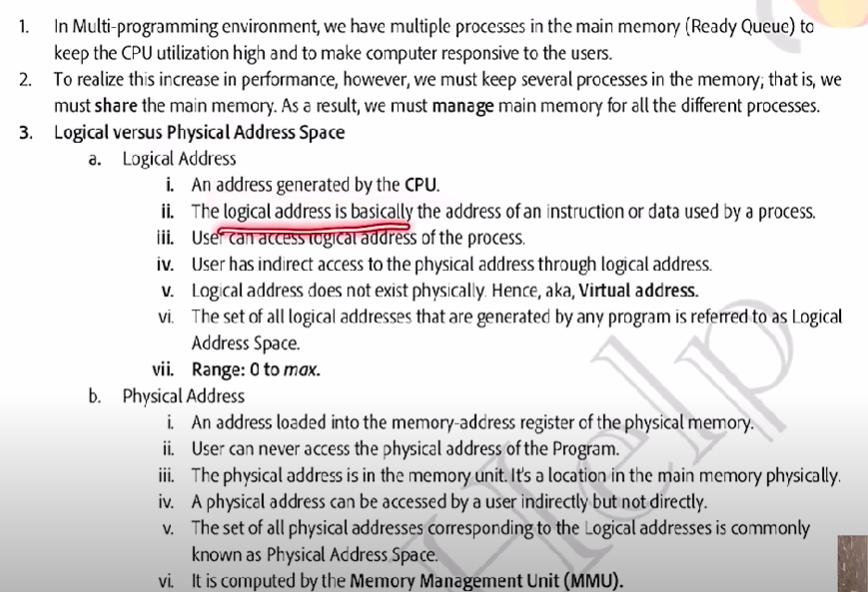 1. In Multi-programming environment, we have multiple processes in the main memory (Ready Queue) to
keep the CPU utilization high and to make computer responsive to the users.
2. To realize this increase in performance, however, we must keep several processes in the memory; that is, we
must share the main memory. As a result, we must manage main memory for all the different processes.
3. Logical versus Physical Address Space
a. Logical Address
i. An address generated by the CPU.
ii. The logical address is basically the address of an instruction or data used by a process.
iii. User can access logical address of the process.
iv. User has indirect access to the physical address through logical address.
v. Logical address does not exist physically. Hence, aka, Virtual address.
vi. The set of all logical addresses that are generated by any program is referred to as Logical
Address Space.
vii. Range: 0 to max.
b. Physical Address
i. An address loaded into the memory-address register of the physical memory.
ii. User can never access the physical address of the Program.
iii. The physical address is in the memory unit. It's a location in the main memory physically.
iv. A physical address can be accessed by a user indirectly but not directly.
v. The set of all physical addresses corresponding to the Logical addresses is commonly
known as Physical Address Space.
vi. It is computed by the Memory Management Unit (MMU).
Help